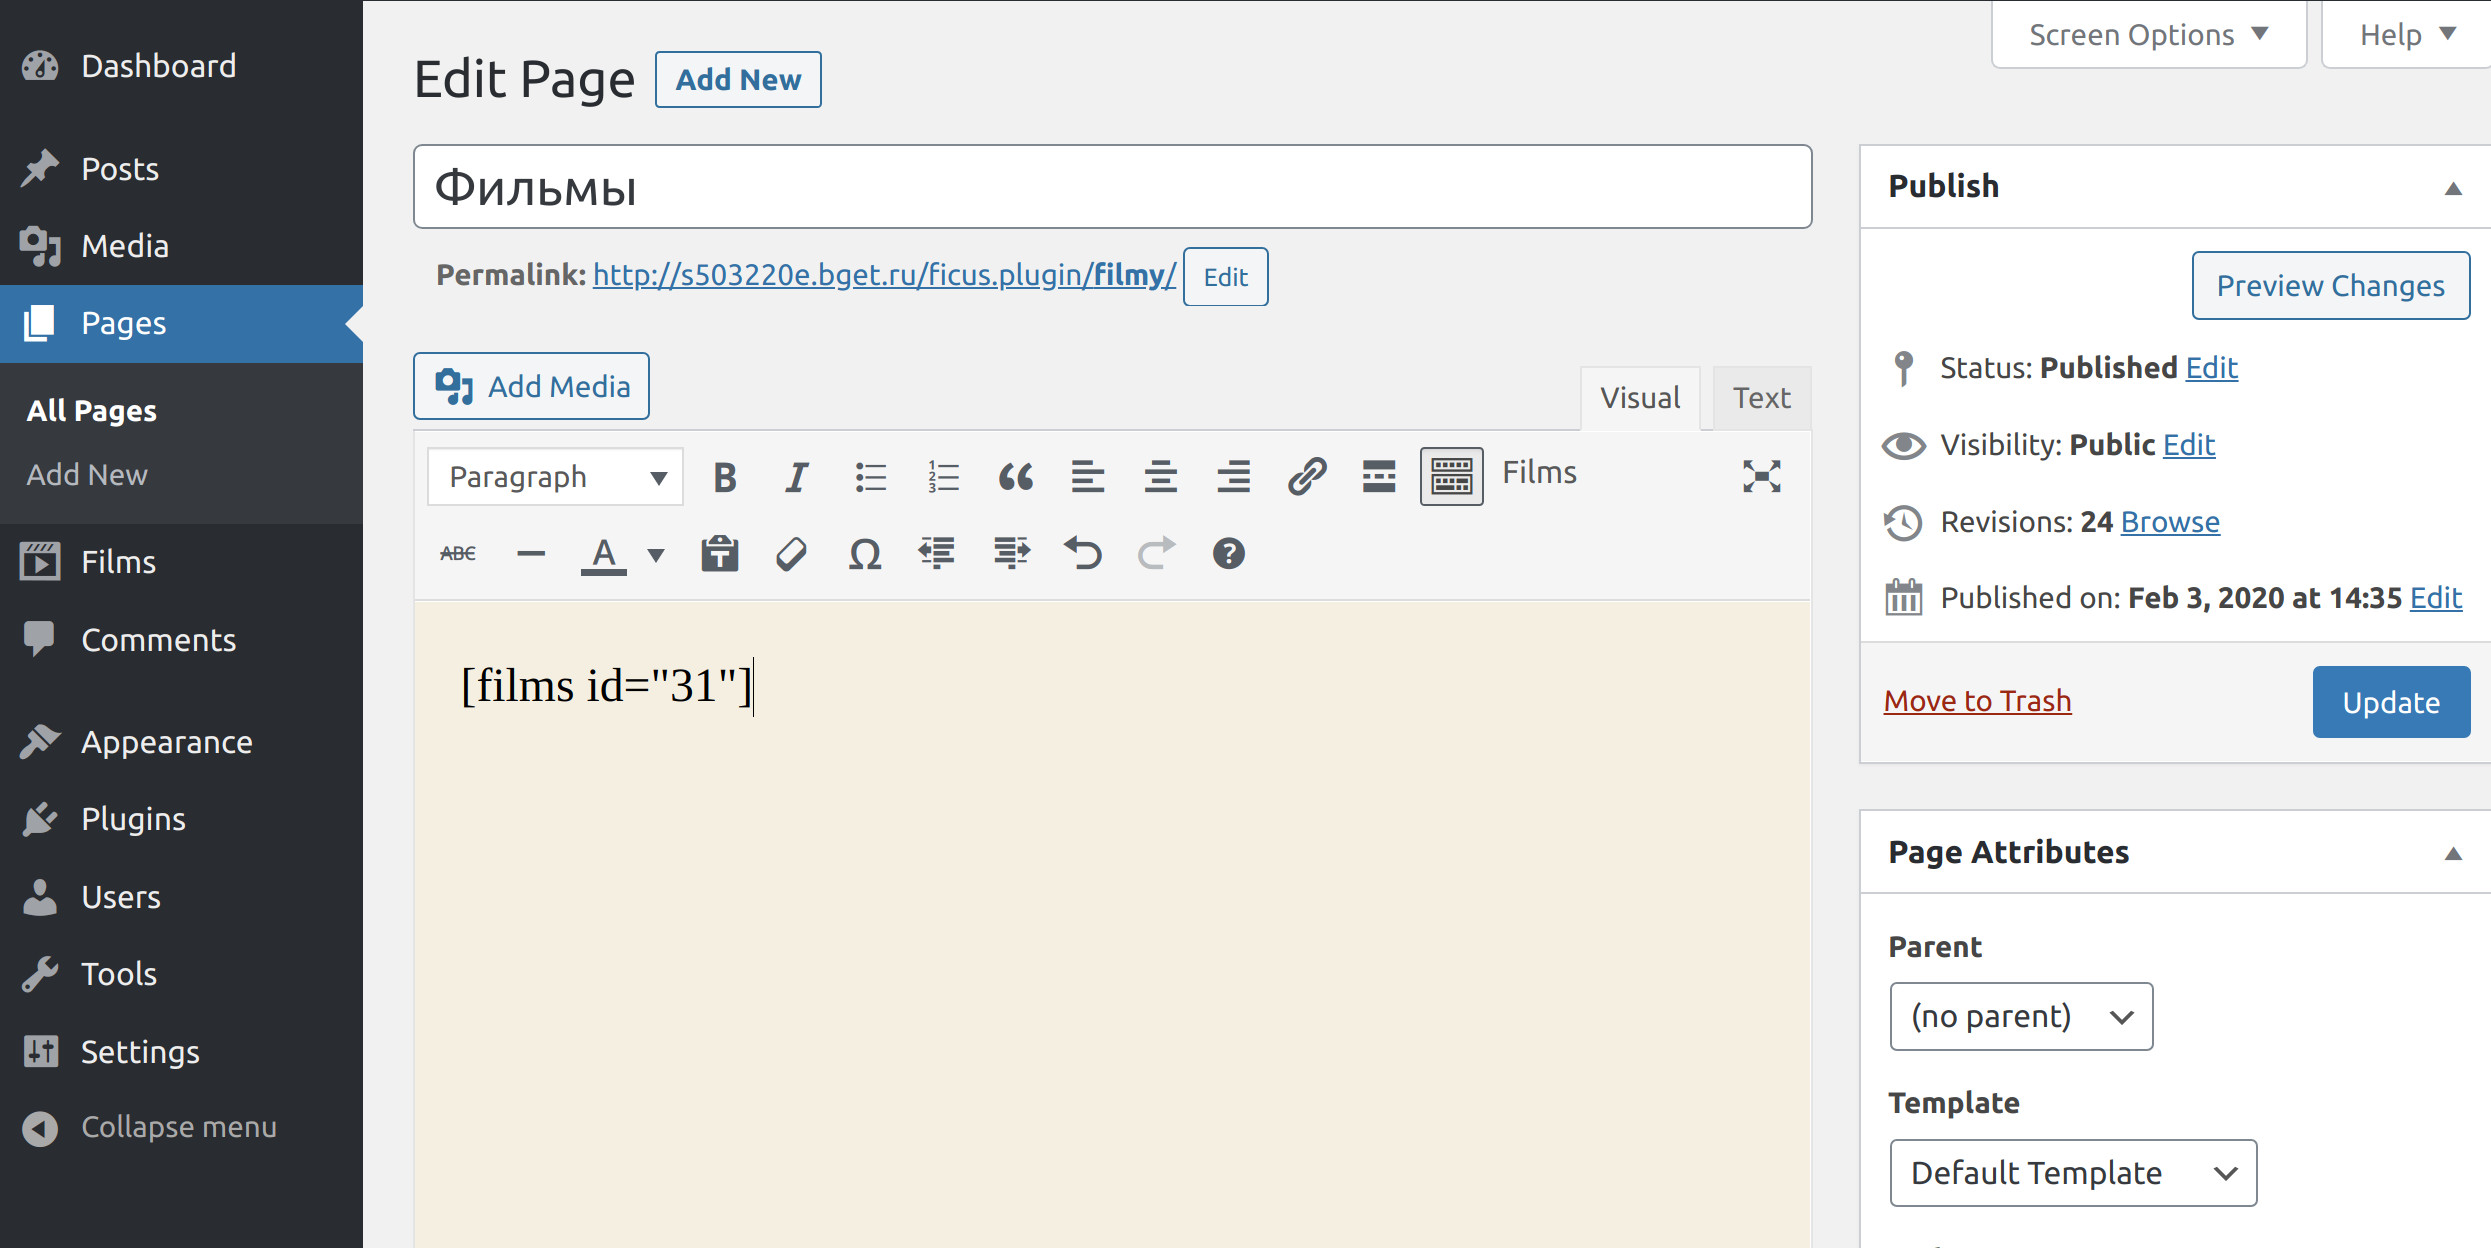 Dashboard
Posts
Media
Pages
All Pages
Add New
Films
Comments
Appearance
Plugins
Users
Tools
Settings
Collapse menu
Screen Options
Help
Edit Page
Add New
Фильмы
Permalink: http://s503220e.bget.ru/ficus.plugin/filmy/ Edit
Add Media
Visual
Text
Paragraph
B
I
Films
ABC
A
Ω
[films id="31"]
Publish
Preview Changes
Status: Published Edit
Visibility: Public Edit
Revisions: 24 Browse
Published on: Feb 3, 2020 at 14:35 Edit
Move to Trash
Update
Page Attributes
Parent
(no parent)
Template
Default Template